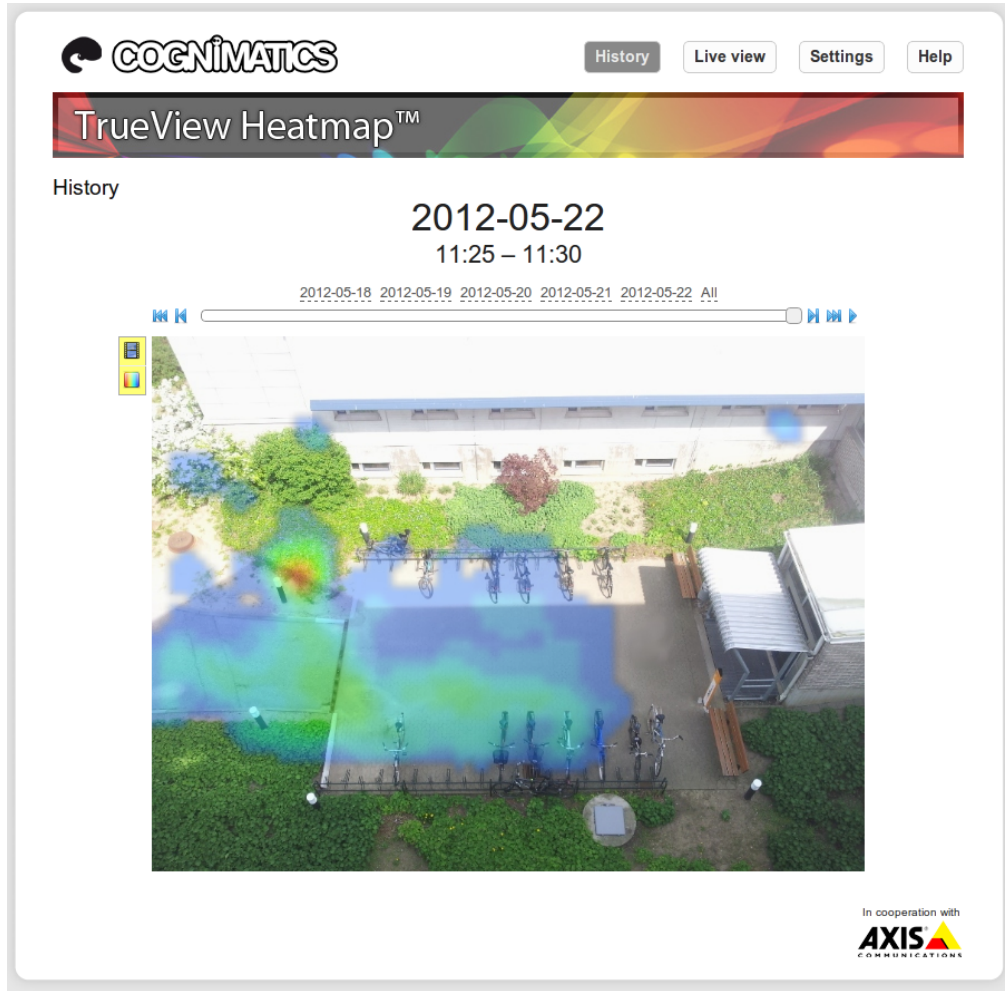 COGNIMATICS
History Live view Settings Help
TrueView Heatmap™
History
2012-05-22
11:25 – 11:30
2012-05-18 2012-05-19 2012-05-20 2012-05-21 2012-05-22 All
In cooperation with
AXIS
COMMUNICATIONS